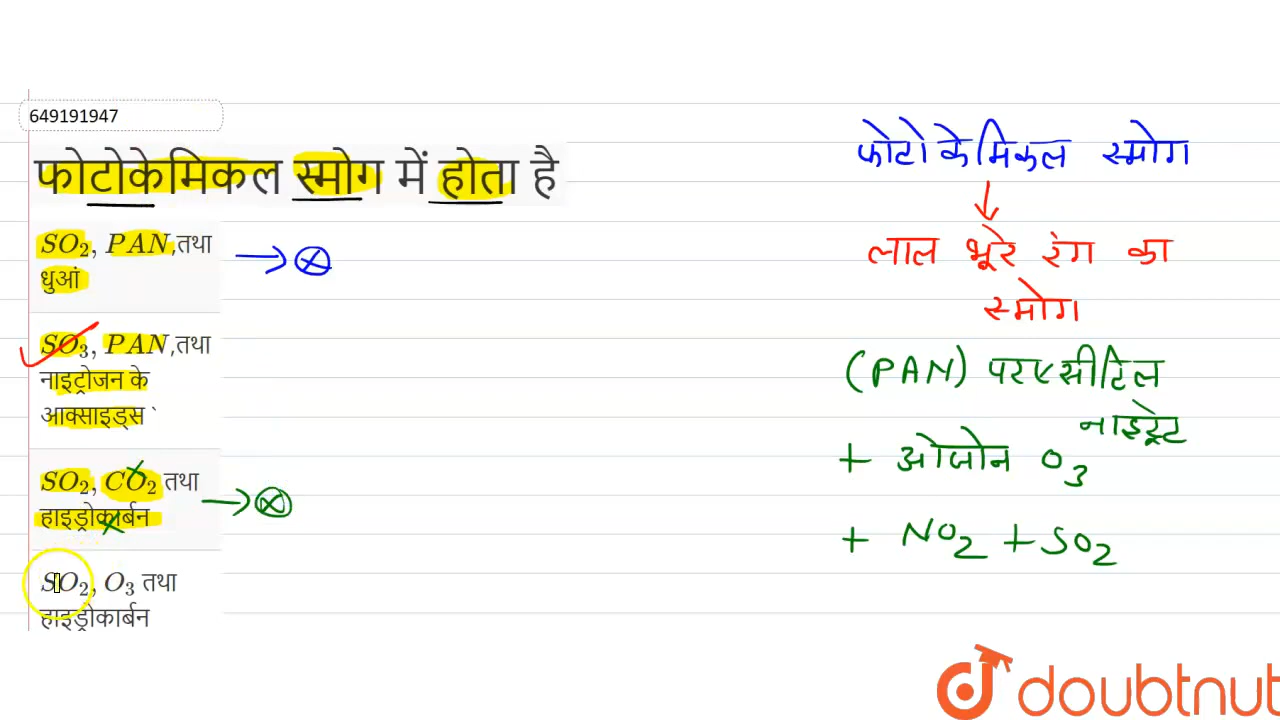 649191947
फोटोकेमिकल स्मोग में होता है
SO2, PAN,तथा
धुआं
SO3, PAN,तथा
नाइट्रोजन के
आक्साइड्स `
SO2, CO2 तथा
हाइड्रोकार्बन
SO2, O3 तथा
हाइड्रोकार्बन
फोटोकेमिकल स्मोग
लाल भूरे रंग का
स्मोग
(PAN) परएसीटिल
नाइट्रेट
+ ओजोन O3
+ NO2 + SO2
doubtnut